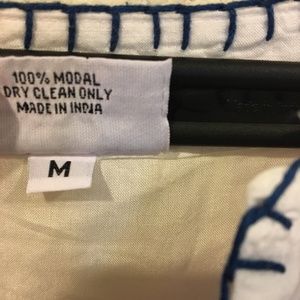 100% MODAL
DRY CLEAN ONLY
MADE IN INDIA
M